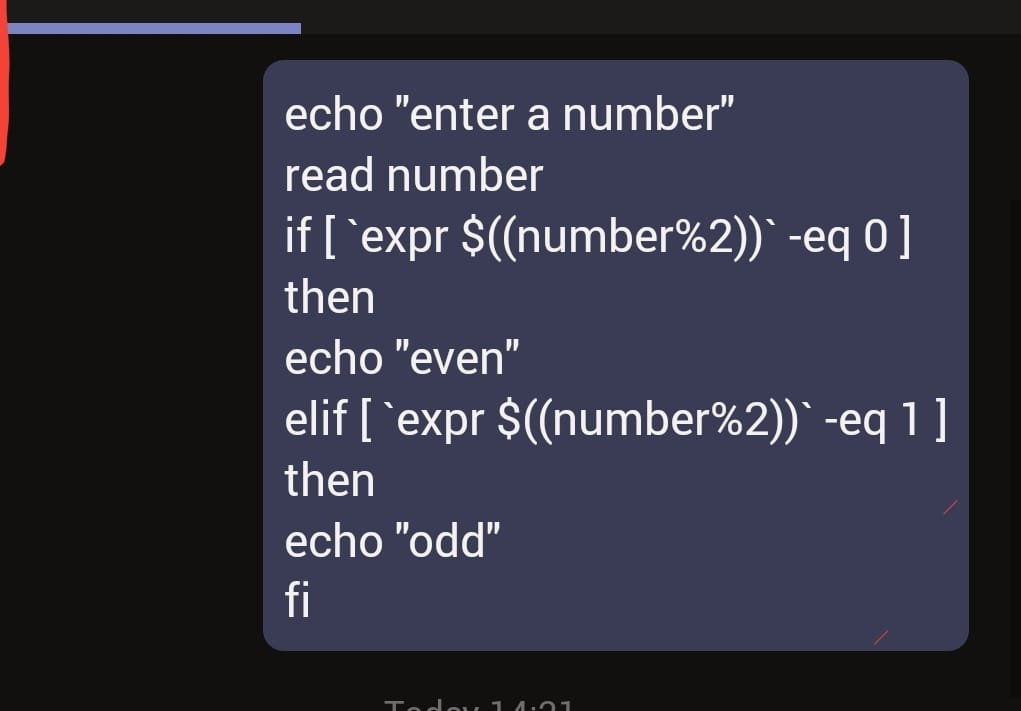 echo "enter a number"
read number
if [ `expr $((number%2))` -eq 0 ]
then
echo "even"
elif [ `expr $((number%2))` -eq 1 ]
then
echo "odd"
fi
Today 14:21